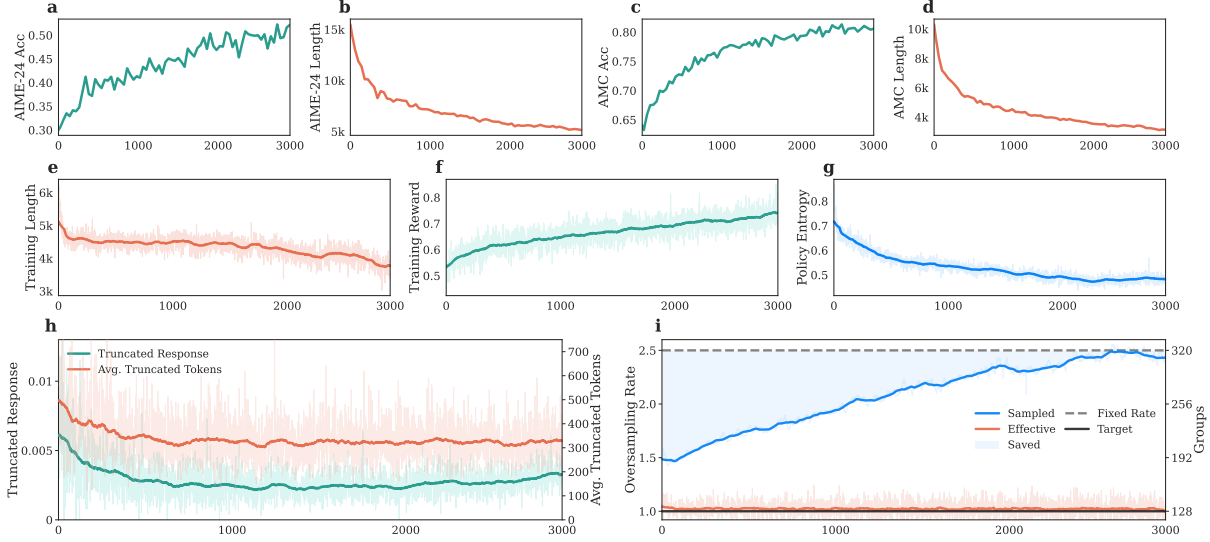 a
AIME-24 Acc
0.50
0.45
0.40
0.35
0.30
0 1000 2000 3000
b
AIME-24 Length
15k
10k
5k
0 1000 2000 3000
c
AMC Acc
0.80
0.75
0.70
0.65
0 1000 2000 3000
d
AMC Length
10k
8k
6k
4k
0 1000 2000 3000
e
Training Length
6k
5k
4k
3k
0 1000 2000 3000
f
Training Reward
0.8
0.7
0.6
0.5
0 1000 2000 3000
g
Policy Entropy
0.8
0.7
0.6
0.5
0 1000 2000 3000
h
Truncated Response
0.01
0.005
0
Truncated Response
Avg. Truncated Tokens
700
600
500
400
300
200
100
0
Avg. Truncated Tokens
0 1000 2000 3000
i
Oversampling Rate
2.5
2.0
1.5
1.0
Sampled
Effective
Saved
Fixed Rate
Target
320
256
192
128
Groups
0 1000 2000 3000